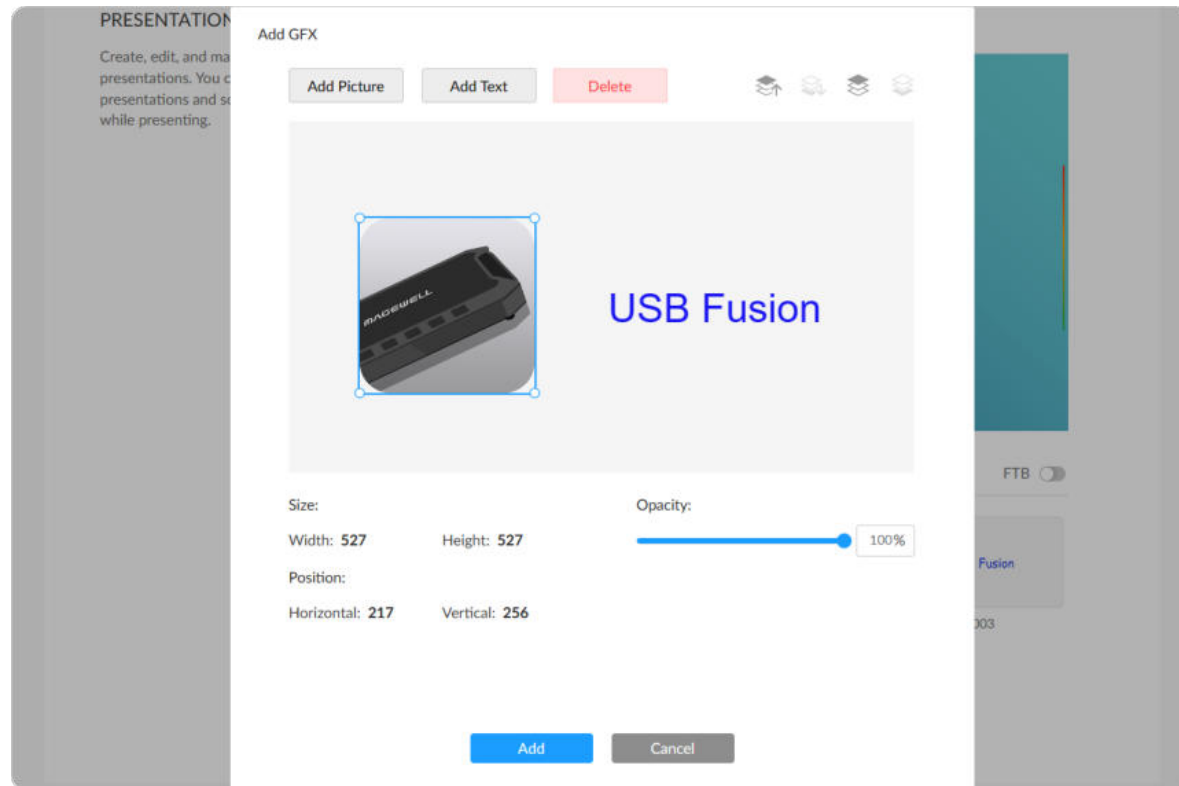 PRESENTATION
Create, edit, and ma
presentations. You c
presentations and so
while presenting.
Add GFX
Add Picture Add Text Delete
MAGEWELL
USB Fusion
Size:
Width: 527 Height: 527
Opacity:
100%
Position:
Horizontal: 217 Vertical: 256
Add Cancel
FTB
Fusion
003